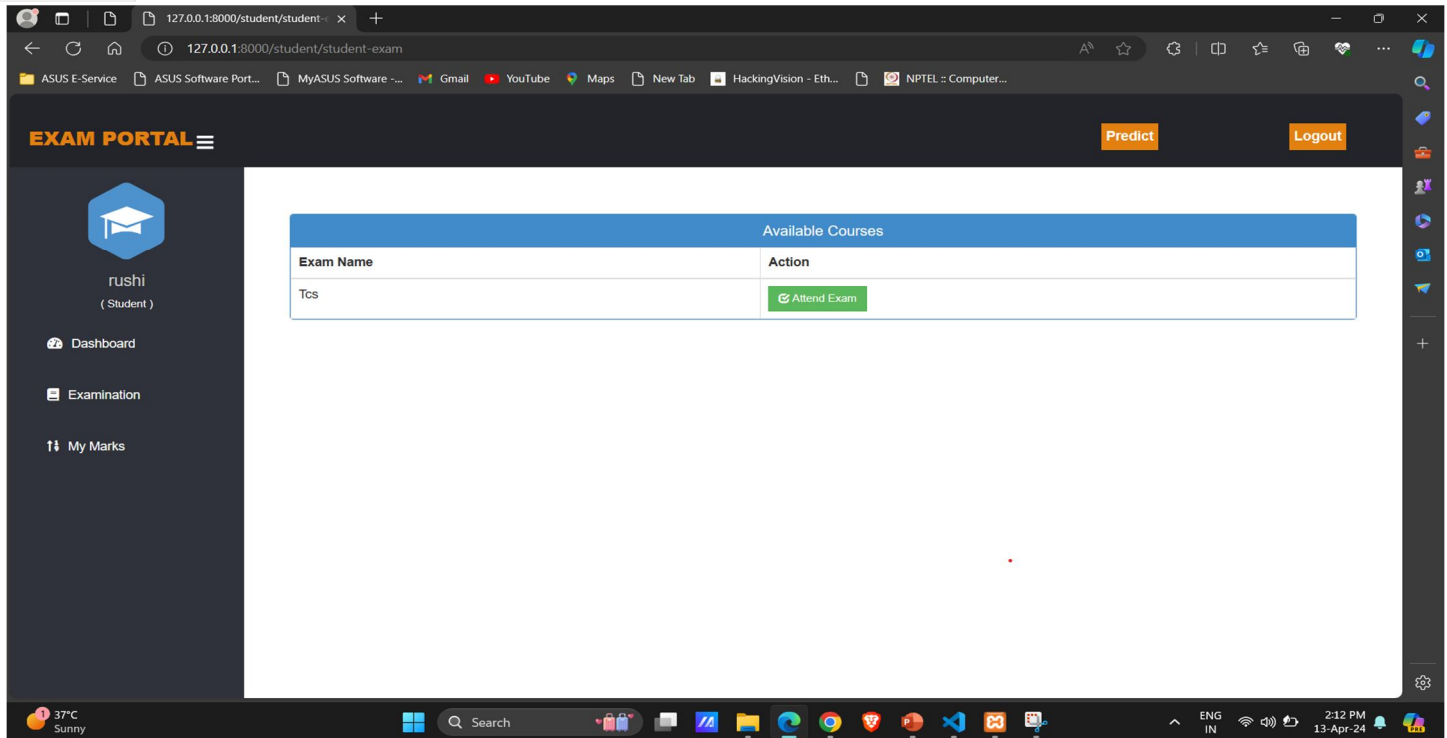 127.0.0.1:8000/student/student-e
127.0.0.1:8000/student/student-exam
ASUS E-Service ASUS Software Port... MyASUS Software -... Gmail YouTube Maps New Tab HackingVision - Eth... NPTEL :: Computer...
EXAM PORTAL Predict Logout
Available Courses
Exam Name Action
Tcs Attend Exam
rushi
( Student )
Dashboard
Examination
My Marks
1 37°C
Sunny
Search
ENG
IN
2:12 PM
13-Apr-24
PRE